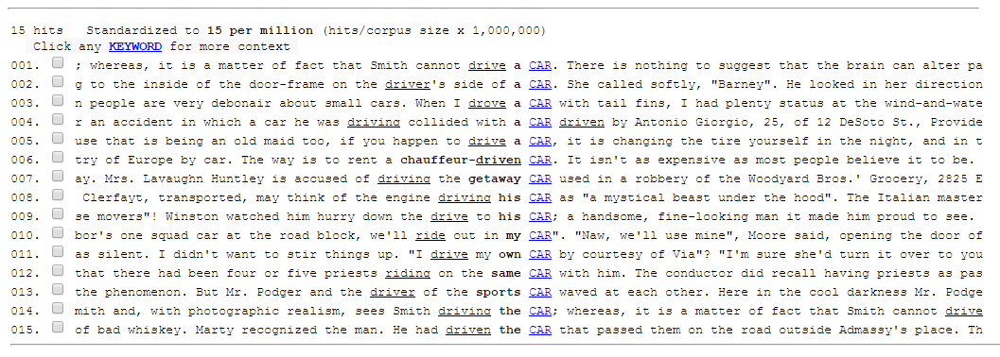 15 hits   Standardized to 15 per million (hits/corpus size x 1,000,000)
Click any KEYWORD for more context
001. ; whereas, it is a matter of fact that Smith cannot drive a CAR. There is nothing to suggest that the brain can alter pa
002. g to the inside of the door-frame on the driver's side of a CAR. She called softly, "Barney". He looked in her direction
003. n people are very debonair about small cars. When I drove a CAR with tail fins, I had plenty status at the wind-and-wate
004. r an accident in which a car he was driving collided with a CAR driven by Antonio Giorgio, 25, of 12 DeSoto St., Provide
005. use that is being an old maid too, if you happen to drive a CAR, it is changing the tire yourself in the night, and in t
006. try of Europe by car. The way is to rent a chauffeur-driven CAR. It isn't as expensive as most people believe it to be.
007. ay. Mrs. Lavaughn Huntley is accused of driving the getaway CAR used in a robbery of the Woodyard Bros.' Grocery, 2825 E
008. Clerfayt, transported, may think of the engine driving his CAR as "a mystical beast under the hood". The Italian master
009. se movers"! Winston watched him hurry down the drive to his CAR; a handsome, fine-looking man it made him proud to see.
010. bor's one squad car at the road block, we'll ride out in my CAR". "Naw, we'll use mine", Moore said, opening the door of
011. as silent. I didn't want to stir things up. "I drive my own CAR by courtesy of Via"? "I'm sure she'd turn it over to you
012. that there had been four or five priests riding on the same CAR with him. The conductor did recall having priests as pas
013. the phenomenon. But Mr. Podger and the driver of the sports CAR waved at each other. Here in the cool darkness Mr. Podge
014. mith and, with photographic realism, sees Smith driving the CAR; whereas, it is a matter of fact that Smith cannot drive
015. of bad whiskey. Marty recognized the man. He had driven the CAR that passed them on the road outside Admassy's place. Th